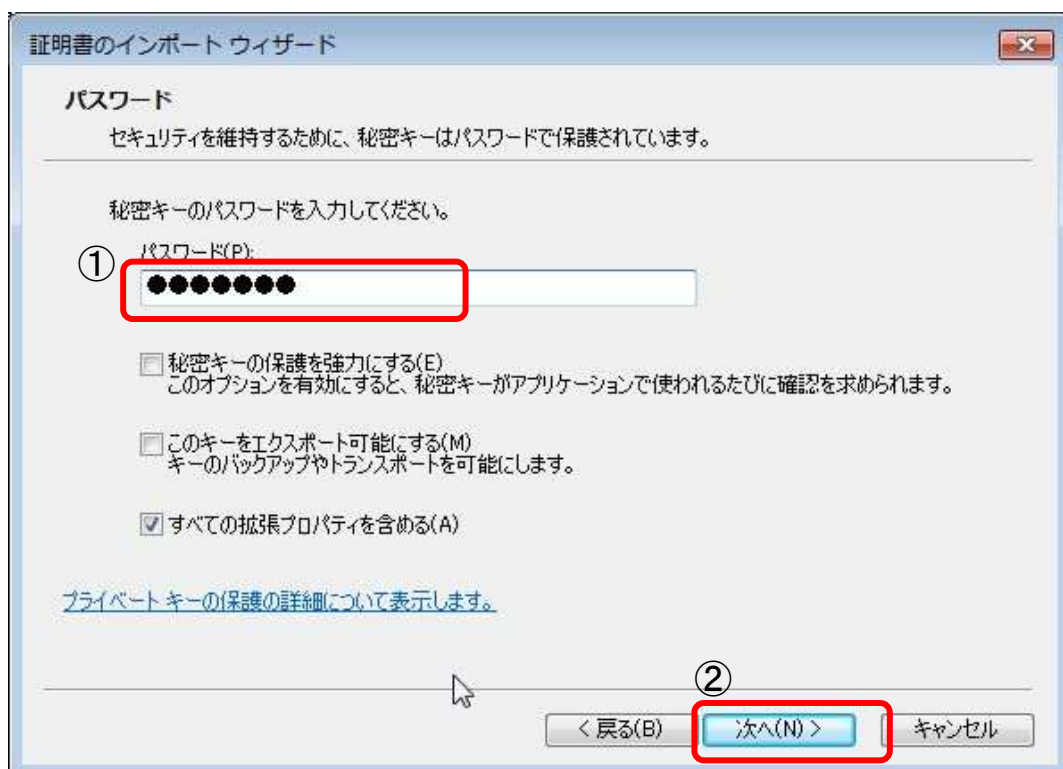 証明書のインポート ウィザード
パスワード
セキュリティを維持するために、秘密キーはパスワードで保護されています。
秘密キーのパスワードを入力してください。
パスワード(P):
①
●●●●●●●
秘密キーの保護を強力にする(E)
このオプションを有効にすると、秘密キーがアプリケーションで使われるたびに確認を求められます。
このキーをエクスポート可能にする(M)
キーのバックアップやトランスポートを可能にします。
すべての拡張プロパティを含める(A)
プライベート キーの保護の詳細について表示します。
②
< 戻る(B) 次へ(N) > キャンセル